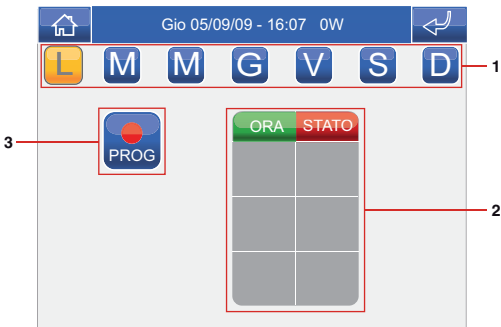 Gio 05/09/09 - 16:07 0W
L M M G V S D
1
3
PROG
ORA STATO
2